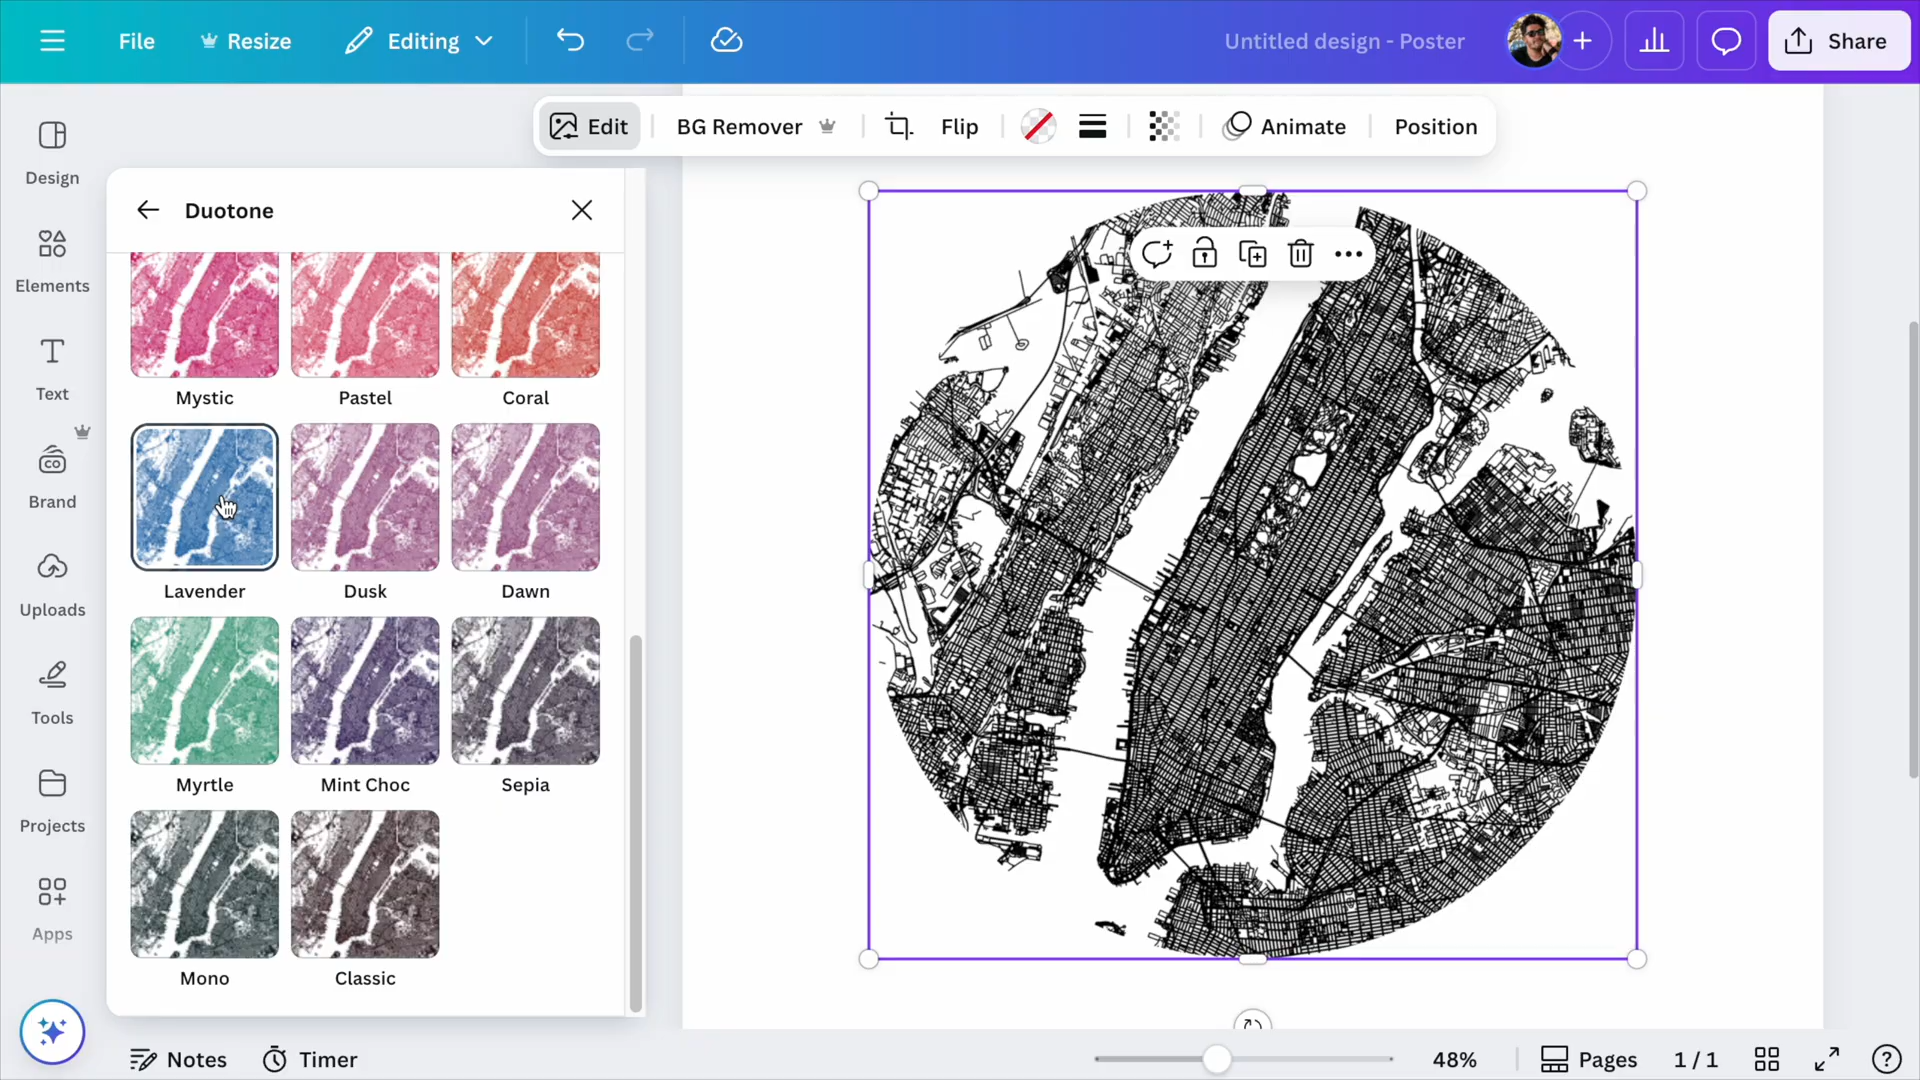 File
Resize
Editing
Untitled design - Poster
Share
Design
Elements
Text
Brand
Uploads
Tools
Projects
Apps
Edit
BG Remover
Flip
Animate
Position
Duotone
Mystic
Pastel
Coral
Lavender
Dusk
Dawn
Myrtle
Mint Choc
Sepia
Mono
Classic
Notes
Timer
48%
Pages
1 / 1